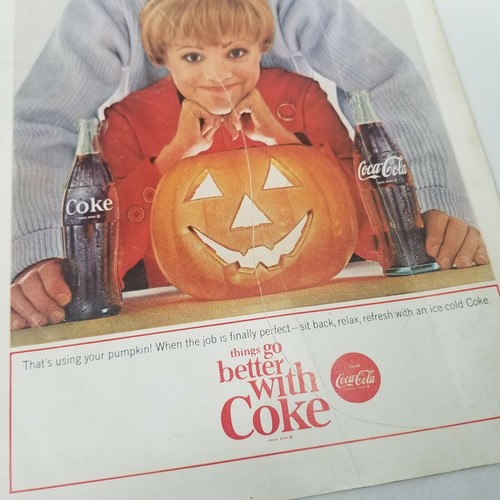 Coke
Coca-Cola
That's using your pumpkin! When the job is finally perfect—sit back, relax, refresh with an ice-cold Coke.
things go
better
with
Coke
Drink
Coca-Cola